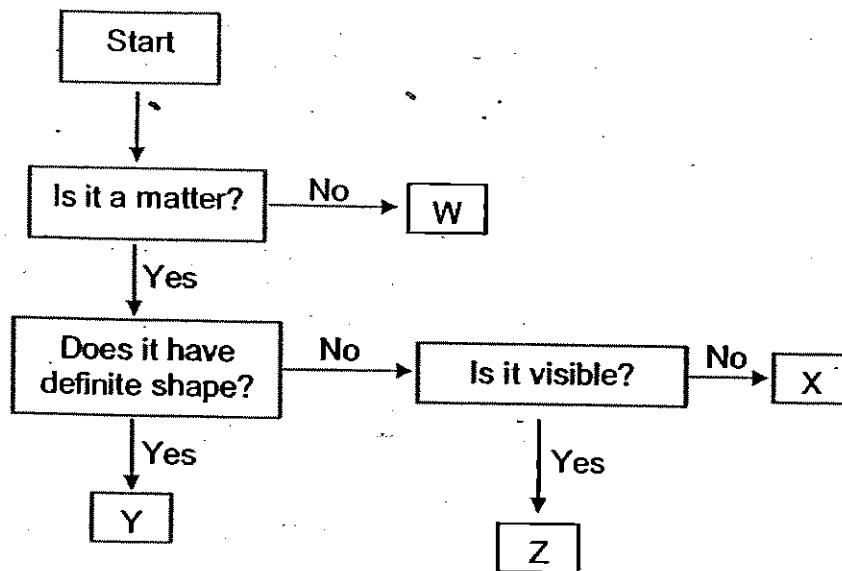 Start
Is it a matter?
No
W
Yes
Does it have
definite shape?
No
Is it visible?
No
X
Yes
Y
Yes
Z